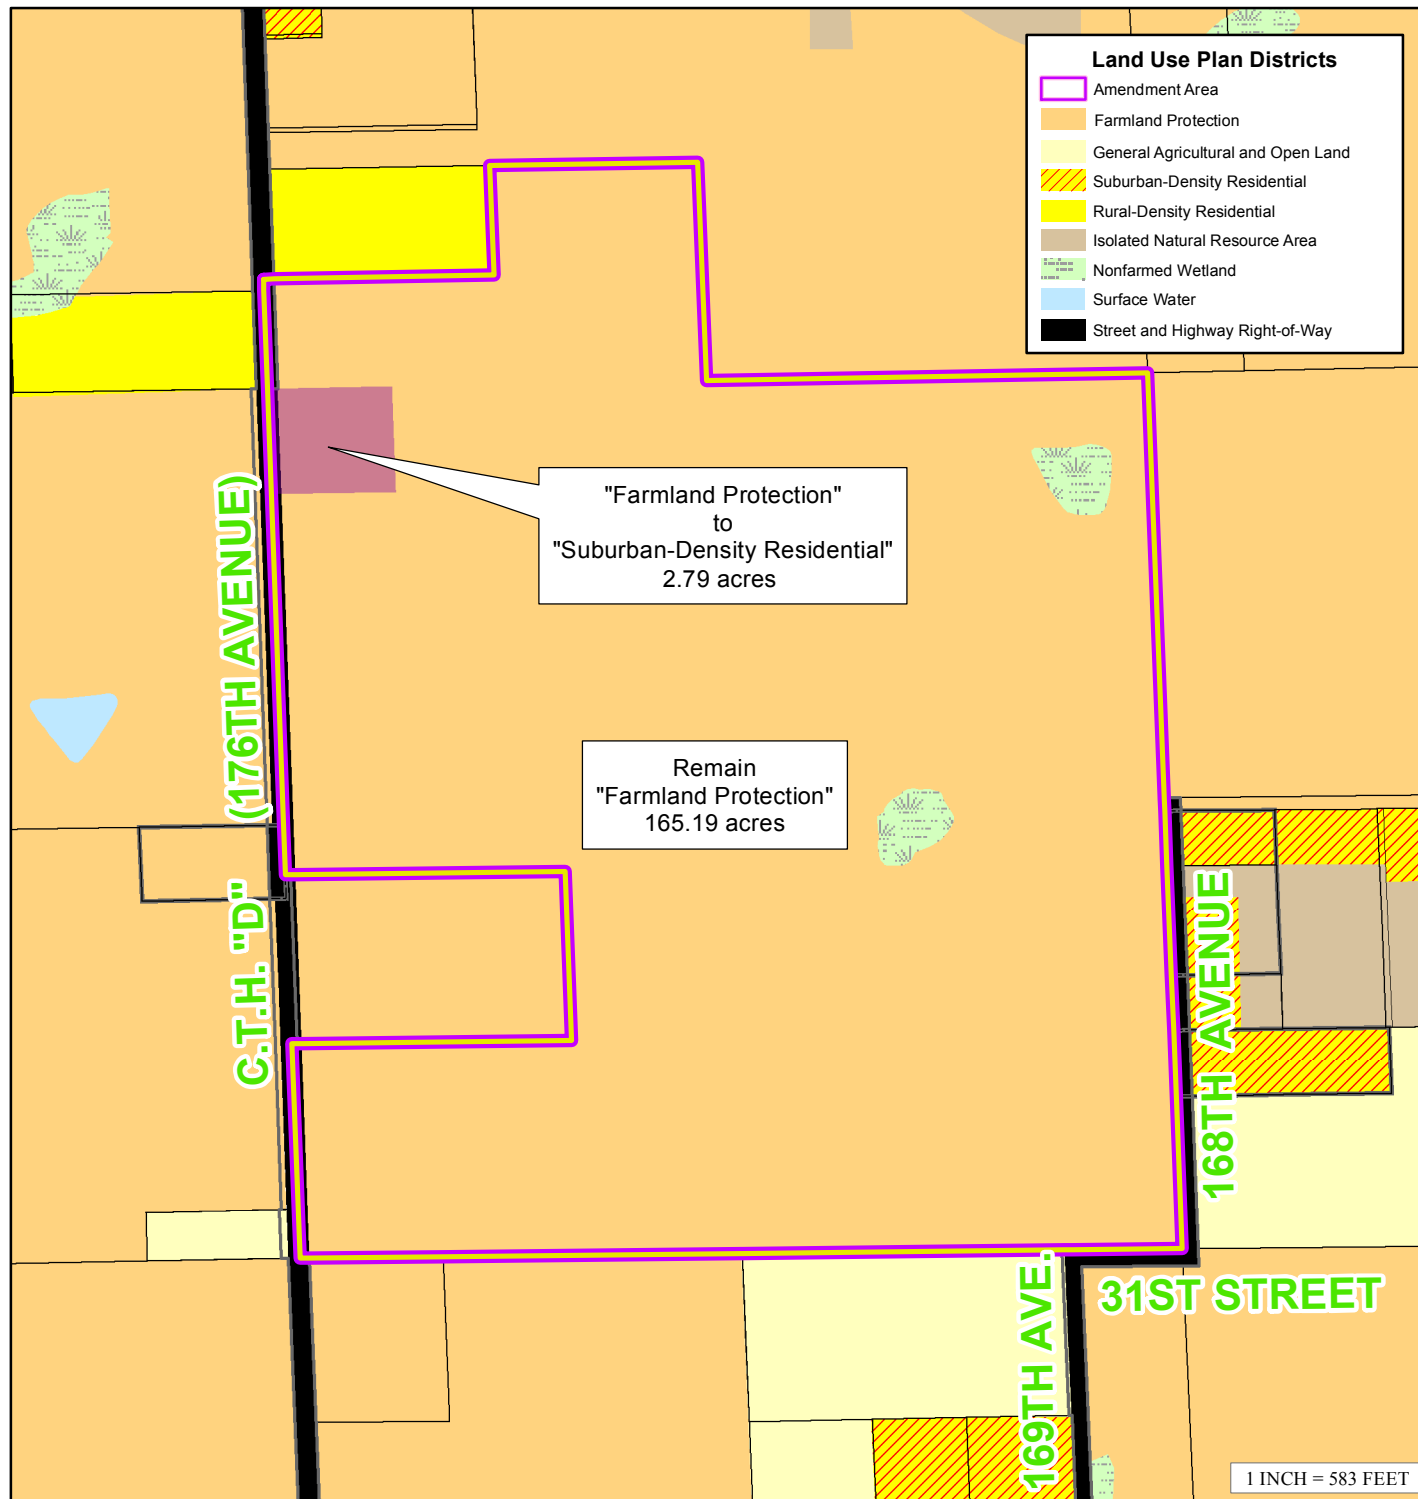 Land Use Plan Districts
Amendment Area
Farmland Protection
General Agricultural and Open Land
Suburban-Density Residential
Rural-Density Residential
Isolated Natural Resource Area
Nonfarmed Wetland
Surface Water
Street and Highway Right-of-Way
"Farmland Protection"
to
"Suburban-Density Residential"
2.79 acres
Remain
"Farmland Protection"
165.19 acres
C.T.H. "D" (176TH AVENUE)
168TH AVENUE
169TH AVE.
31ST STREET
1 INCH = 583 FEET